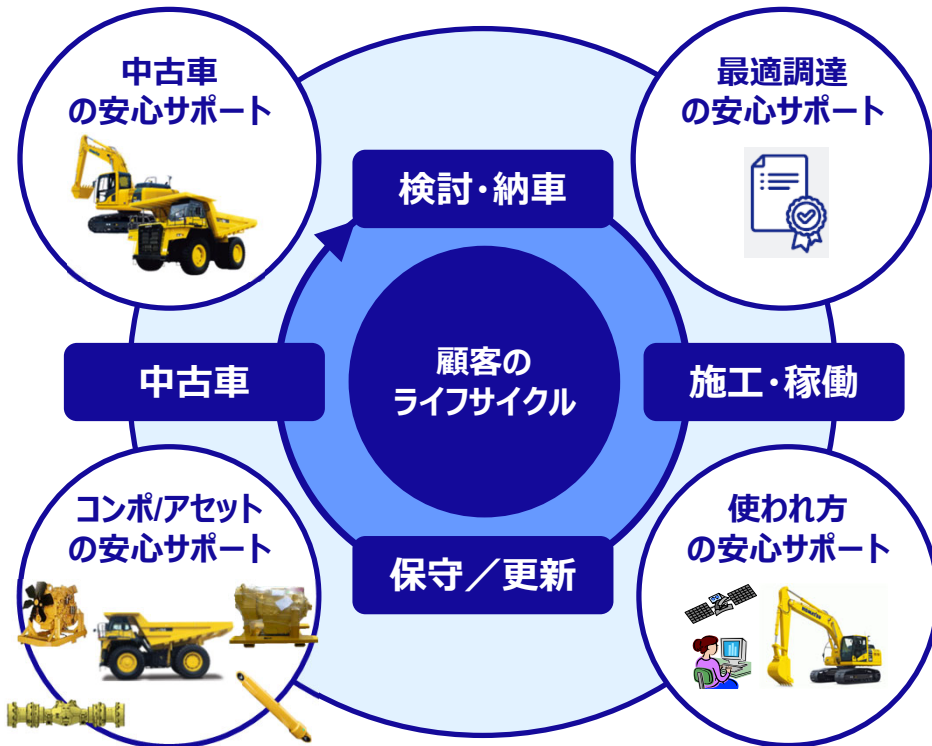 中古車
の安心サポート
最適調達
の安心サポート
検討・納車
中古車
顧客の
ライフサイクル
施工・稼働
コンポ/アセット
の安心サポート
保守／更新
使われ方
の安心サポート
KOMATSU